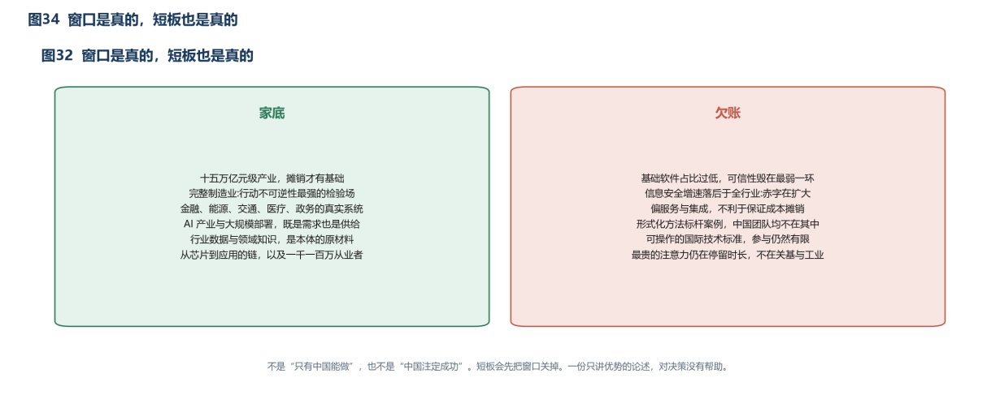 图34 窗口是真的，短板也是真的
图32 窗口是真的，短板也是真的
家底
十五万亿元级产业，摊销才有基础
完整制造业:行动不可逆性最强的检验场
金融、能源、交通、医疗、政务的真实系统
AI 产业与大规模部署，既是需求也是供给
行业数据与领域知识，是本体的原材料
从芯片到应用的链，以及一千一百万从业者
欠账
基础软件占比过低，可信性毁在最弱一环
信息安全增速落后于全行业:赤字在扩大
偏服务与集成，不利于保证成本摊销
形式化方法标杆案例，中国团队均不在其中
可操作的国际技术标准，参与仍然有限
最贵的注意力仍在停留时长，不在关基与工业
不是“只有中国能做”，也不是“中国注定成功”。短板会先把窗口关掉。一份只讲优势的论述，对决策没有帮助。